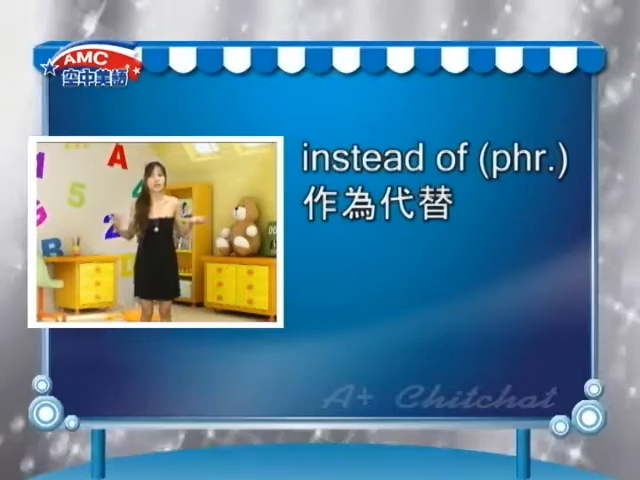 AMC
空中美語
instead of (phr.)
作為代替
A+ Chitchat